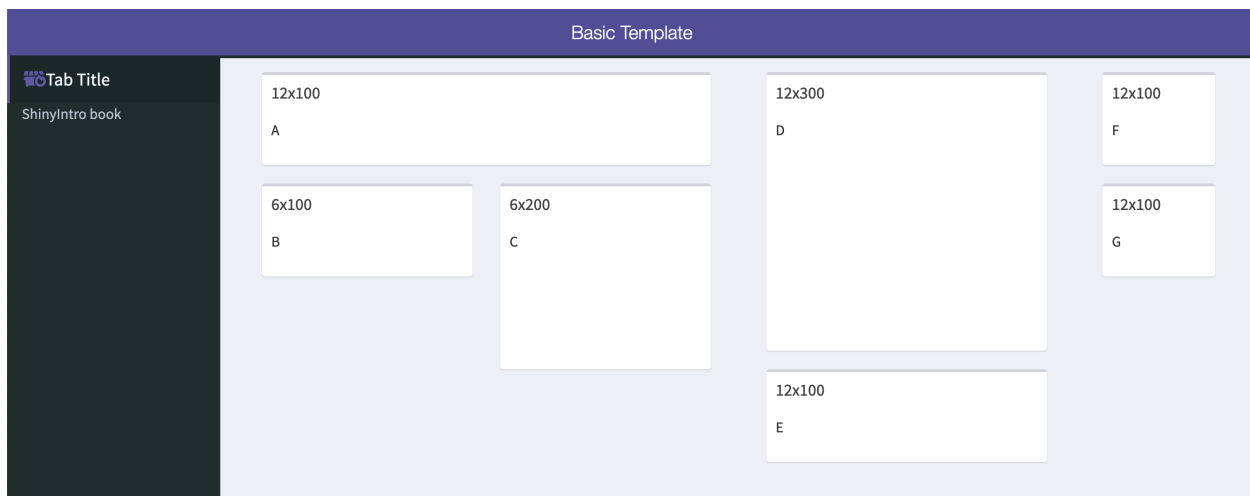 Basic Template
Tab Title
ShinyIntro book
12x100
A
6x100
B
6x200
C
12x300
D
12x100
E
12x100
F
12x100
G